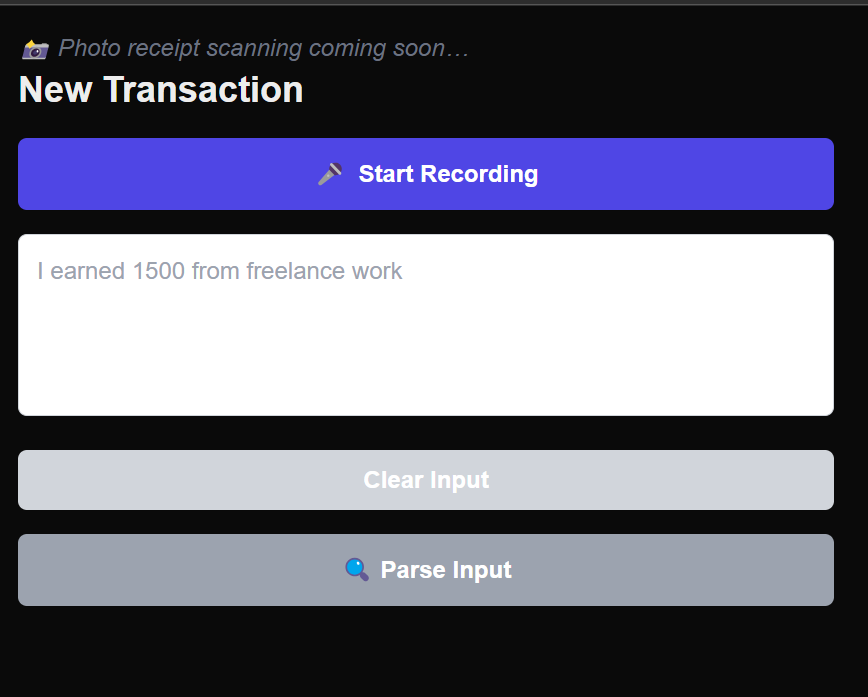 📸 Photo receipt scanning coming soon…
New Transaction
🎤 Start Recording
I earned 1500 from freelance work
Clear Input
🔍 Parse Input